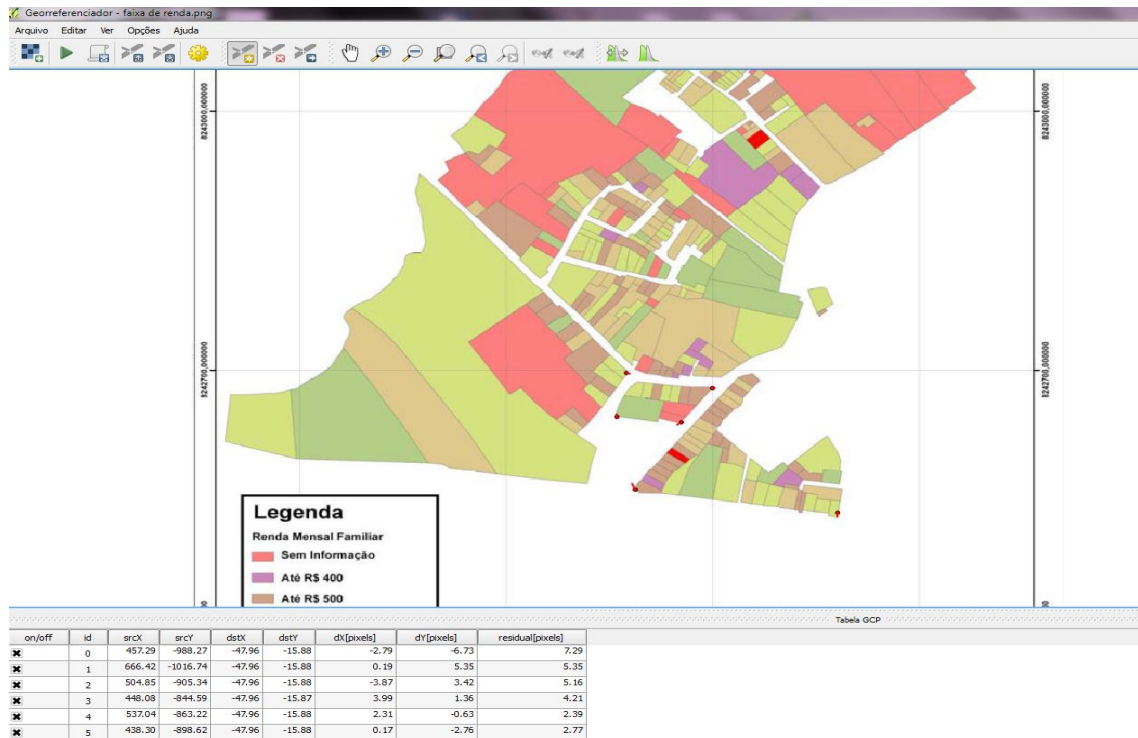 Georreferenciador - faixa de renda.png
Arquivo Editar Ver Opções Ajuda
8243000,000000
8243000,000000
8242700,000000
8242700,000000
Legenda
Renda Mensal Familiar
Sem Informação
Até R$ 400
Até R$ 500
Tabela GCP
on/off id srcX srcY dstX dstY dX[pixels] dY[pixels] residual[pixels]
0 457.29 -988.27 -47.96 -15.88 -2.79 -6.73 7.29
1 666.42 -1016.74 -47.96 -15.88 0.19 5.35 5.35
2 504.85 -905.34 -47.96 -15.88 -3.87 3.42 5.16
3 448.08 -844.59 -47.96 -15.87 3.99 1.36 4.21
4 537.04 -863.22 -47.96 -15.88 2.31 -0.63 2.39
5 438.30 -898.62 -47.96 -15.88 0.17 -2.76 2.77